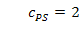 c_PS = 2